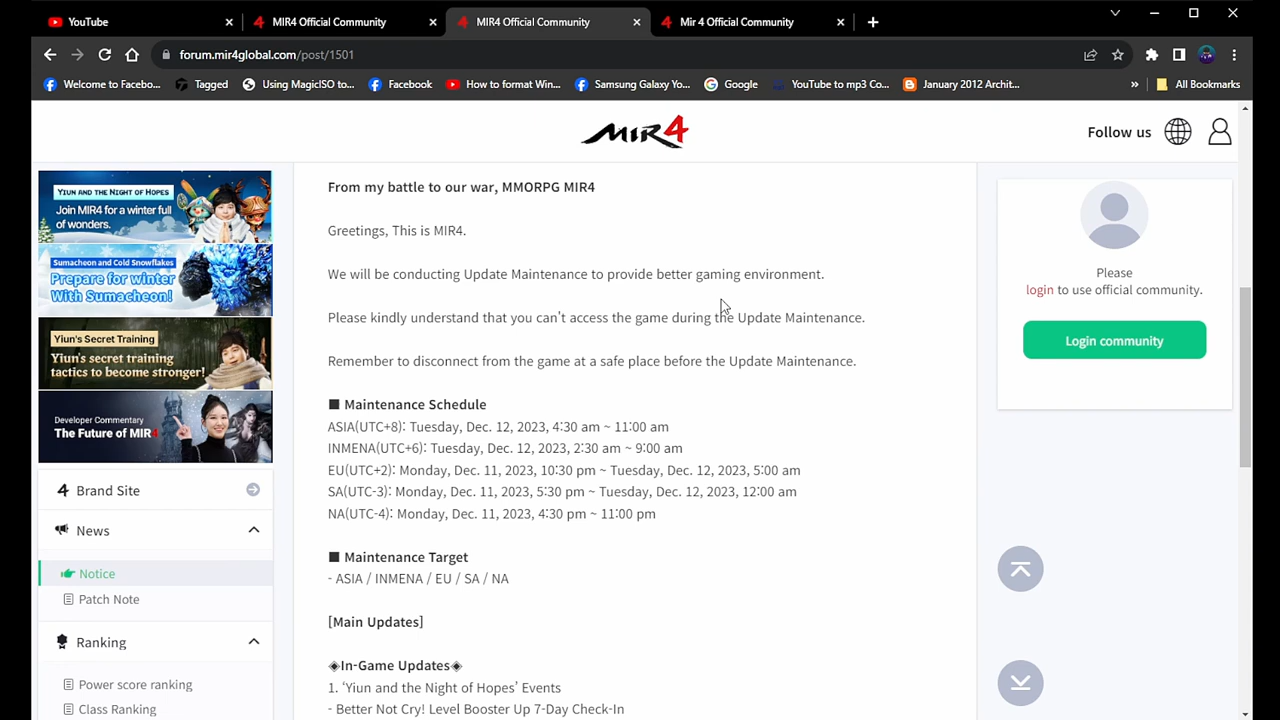 YouTube
MIR4 Official Community
MIR4 Official Community
Mir 4 Official Community
forum.mir4global.com/post/1501
Welcome to Facebo...
Tagged
Using MagicISO to...
Facebook
How to format Win...
Samsung Galaxy Yo...
Google
YouTube to mp3 Co...
January 2012 Archit...
»
All Bookmarks
MIR4
Follow us
YIUN AND THE NIGHT OF HOPES
Join MIR4 for a winter full
of wonders.
Sumacheon and Cold Snowflakes
Prepare for winter
With Sumacheon!
Yiun's Secret Training
Yiun's secret training
tactics to become stronger!
Developer Commentary
The Future of MIR4
4 Brand Site
News
Notice
Patch Note
Ranking
Power score ranking
Class Ranking
From my battle to our war, MMORPG MIR4
Greetings, This is MIR4.
We will be conducting Update Maintenance to provide better gaming environment.
Please kindly understand that you can't access the game during the Update Maintenance.
Remember to disconnect from the game at a safe place before the Update Maintenance.
■ Maintenance Schedule
ASIA(UTC+8): Tuesday, Dec. 12, 2023, 4:30 am ~ 11:00 am
INMENA(UTC+6): Tuesday, Dec. 12, 2023, 2:30 am ~ 9:00 am
EU(UTC+2): Monday, Dec. 11, 2023, 10:30 pm ~ Tuesday, Dec. 12, 2023, 5:00 am
SA(UTC-3): Monday, Dec. 11, 2023, 5:30 pm ~ Tuesday, Dec. 12, 2023, 12:00 am
NA(UTC-4): Monday, Dec. 11, 2023, 4:30 pm ~ 11:00 pm
■ Maintenance Target
- ASIA / INMENA / EU / SA / NA
[Main Updates]
◈In-Game Updates◈
1. ‘Yiun and the Night of Hopes’ Events
- Better Not Cry! Level Booster Up 7-Day Check-In
Please
login to use official community.
Login community